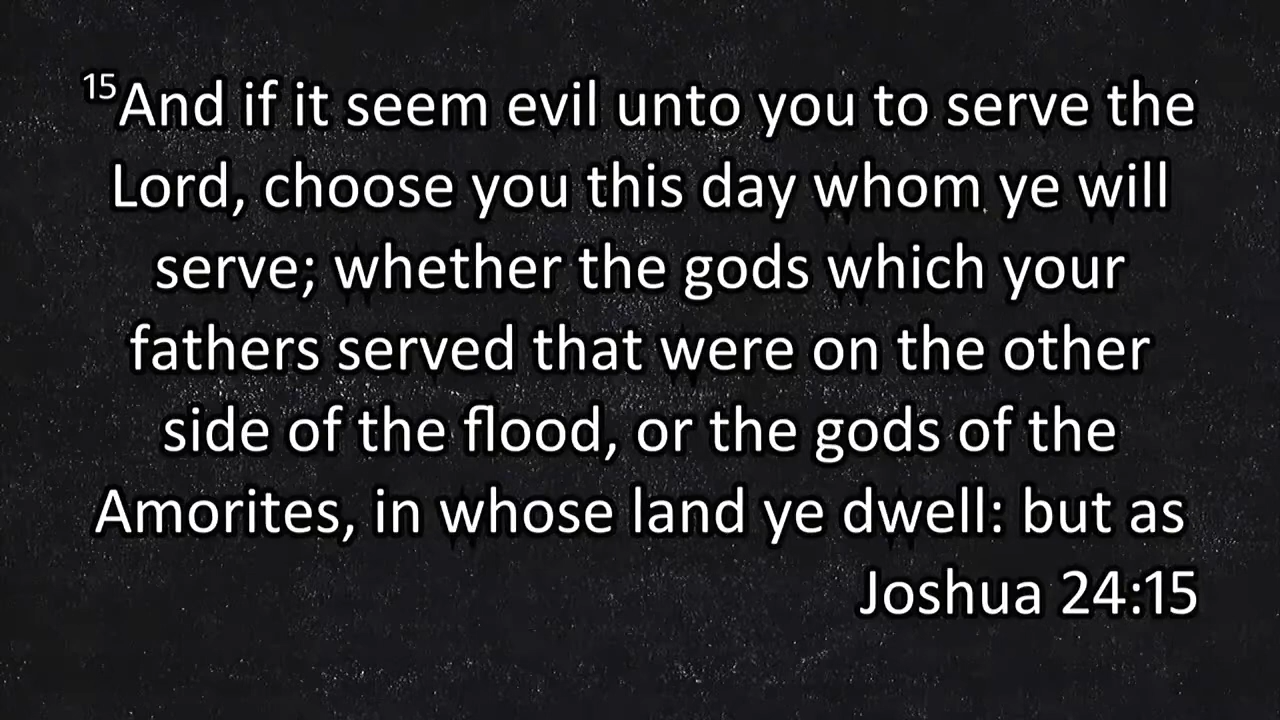 15And if it seem evil unto you to serve the
Lord, choose you this day whom ye will
serve; whether the gods which your
fathers served that were on the other
side of the flood, or the gods of the
Amorites, in whose land ye dwell: but as
Joshua 24:15